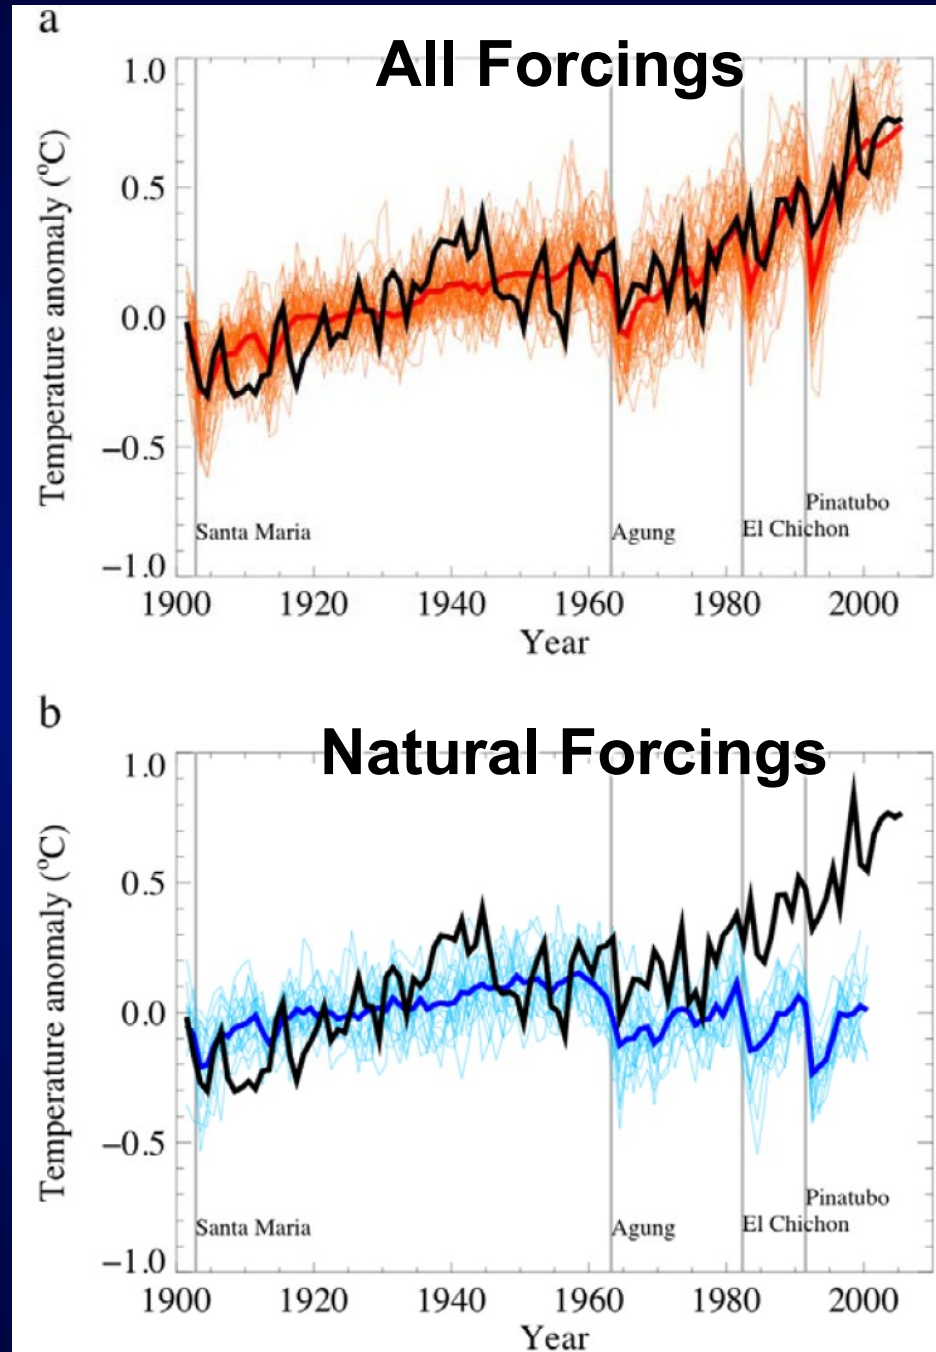 a
All Forcings
Temperature anomaly (ºC)
1.0
0.5
0.0
−0.5
−1.0
Santa Maria
Agung
El Chichon
Pinatubo
1900 1920 1940 1960 1980 2000
Year
b
Natural Forcings
Temperature anomaly (ºC)
1.0
0.5
0.0
−0.5
−1.0
Santa Maria
Agung
El Chichon
Pinatubo
1900 1920 1940 1960 1980 2000
Year